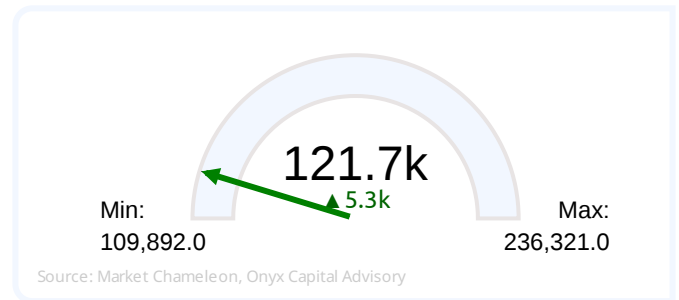 121.7k
▲ 5.3k
Min:
109,892.0
Max:
236,321.0
Source: Market Chameleon, Onyx Capital Advisory